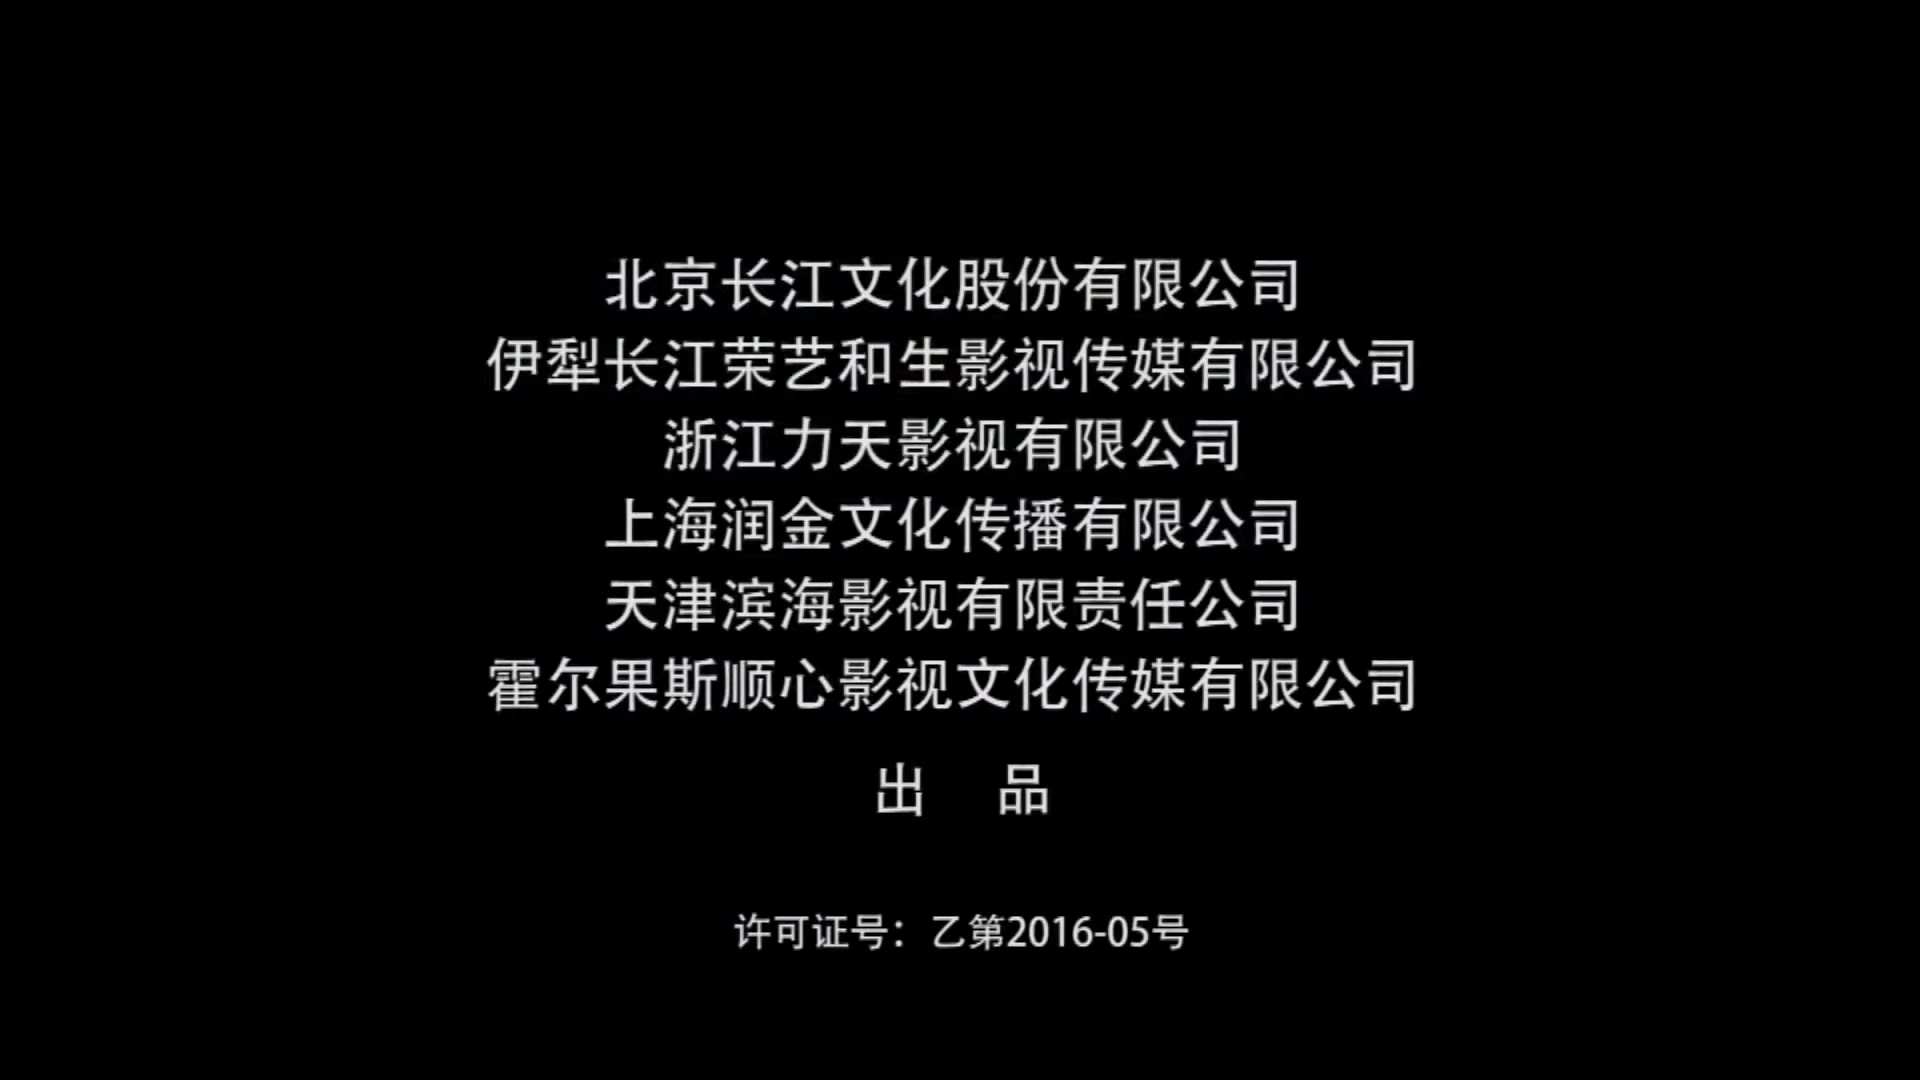 北京长江文化股份有限公司
伊犁长江荣艺和生影视传媒有限公司
浙江力天影视有限公司
上海润金文化传播有限公司
天津滨海影视有限责任公司
霍尔果斯顺心影视文化传媒有限公司
出 品
许可证号：乙第2016-05号